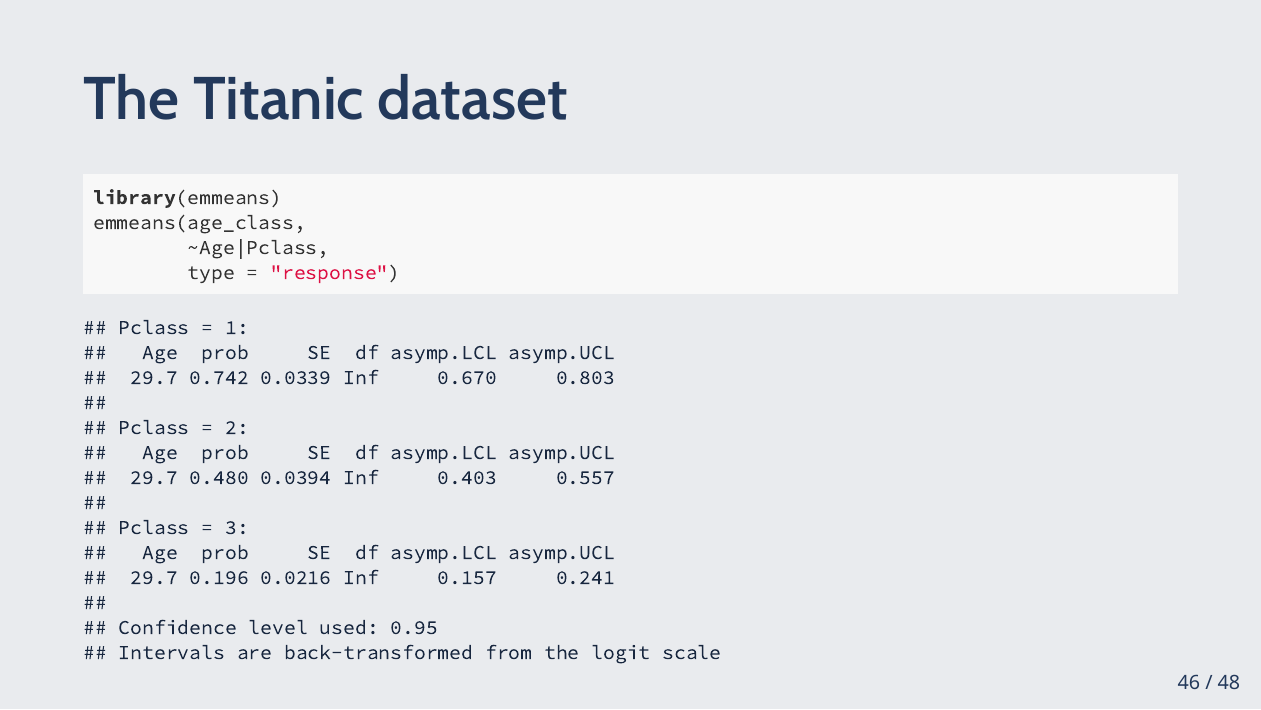 The Titanic dataset
library(emmeans)
emmeans(age_class,
        ~Age|Pclass,
        type = "response")
## Pclass = 1:
##   Age  prob     SE  df asymp.LCL asymp.UCL
##  29.7 0.742 0.0339 Inf     0.670     0.803
##
## Pclass = 2:
##   Age  prob     SE  df asymp.LCL asymp.UCL
##  29.7 0.480 0.0394 Inf     0.403     0.557
##
## Pclass = 3:
##   Age  prob     SE  df asymp.LCL asymp.UCL
##  29.7 0.196 0.0216 Inf     0.157     0.241
##
## Confidence level used: 0.95
## Intervals are back-transformed from the logit scale
46 / 48